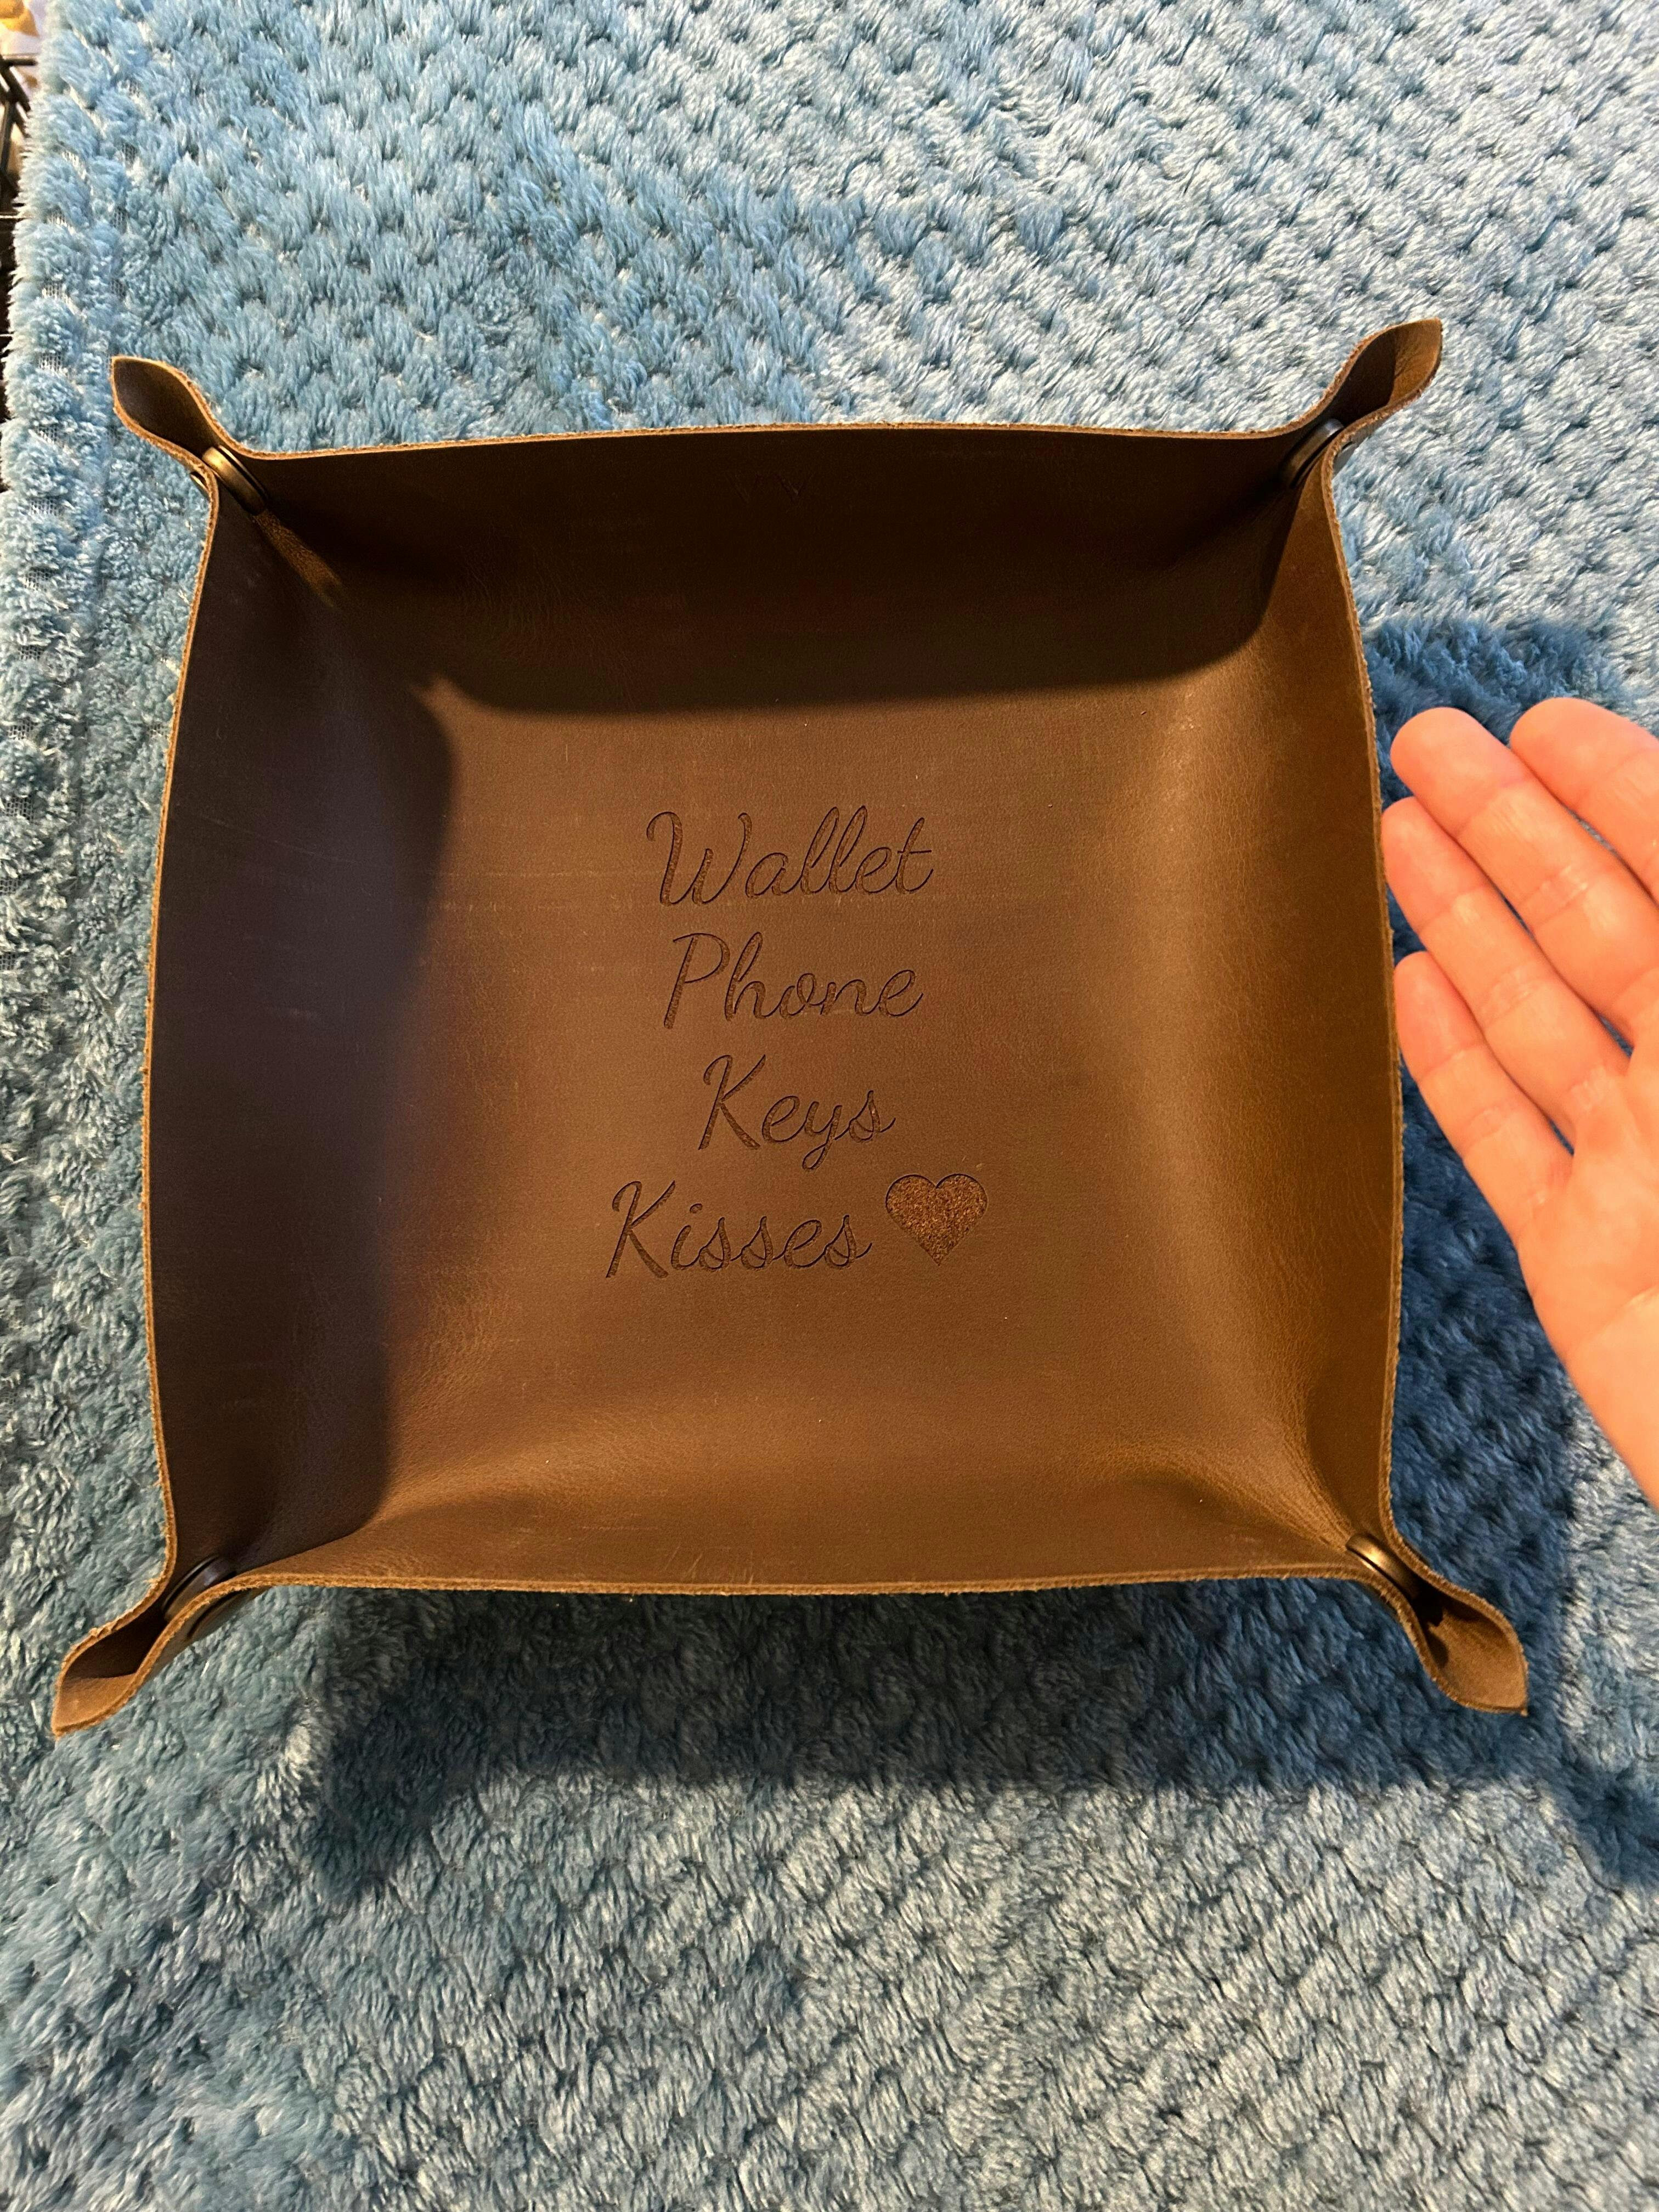 Wallet
Phone
Keys
Kisses ♥